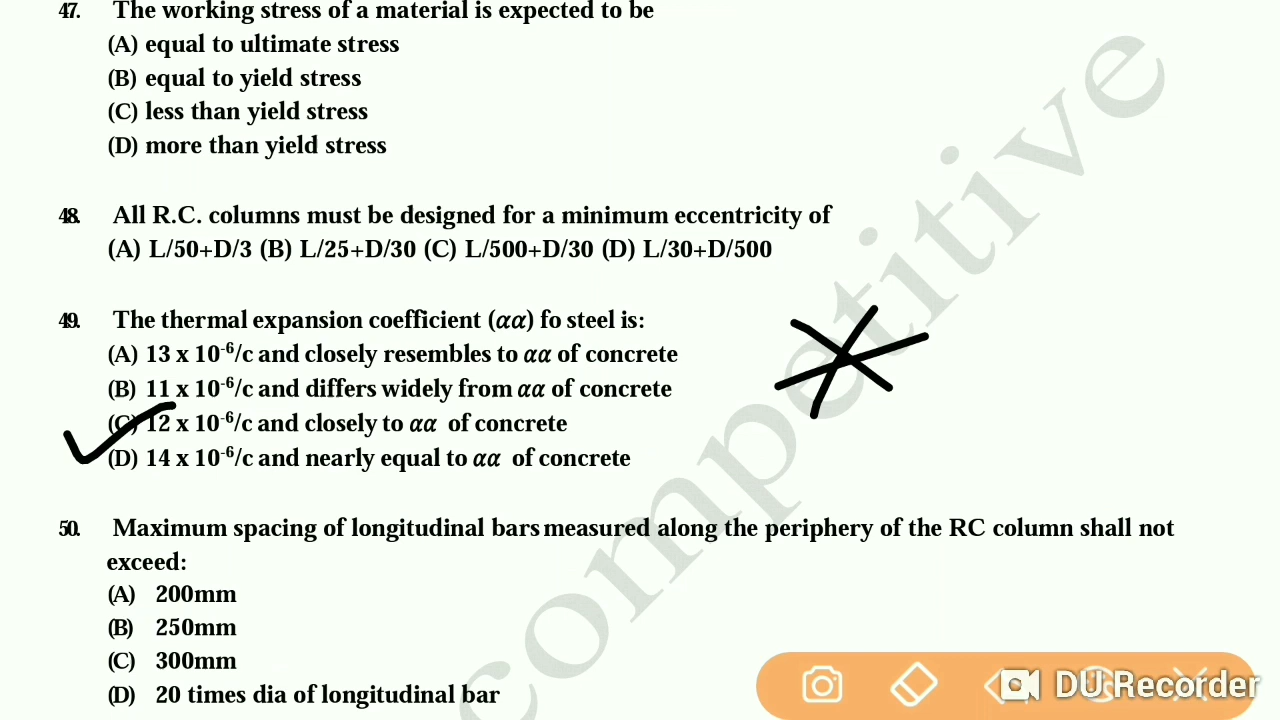 47. The working stress of a material is expected to be
(A) equal to ultimate stress
(B) equal to yield stress
(C) less than yield stress
(D) more than yield stress
48. All R.C. columns must be designed for a minimum eccentricity of
(A) L/50+D/3 (B) L/25+D/30 (C) L/500+D/30 (D) L/30+D/500
49. The thermal expansion coefficient (αα) fo steel is:
(A) 13 x 10⁻⁶/c and closely resembles to αα of concrete
(B) 11 x 10⁻⁶/c and differs widely from αα of concrete
(C) 12 x 10⁻⁶/c and closely to αα of concrete
(D) 14 x 10⁻⁶/c and nearly equal to αα of concrete
50. Maximum spacing of longitudinal bars measured along the periphery of the RC column shall not
exceed:
(A) 200mm
(B) 250mm
(C) 300mm
(D) 20 times dia of longitudinal bar
competitive
DU Recorder